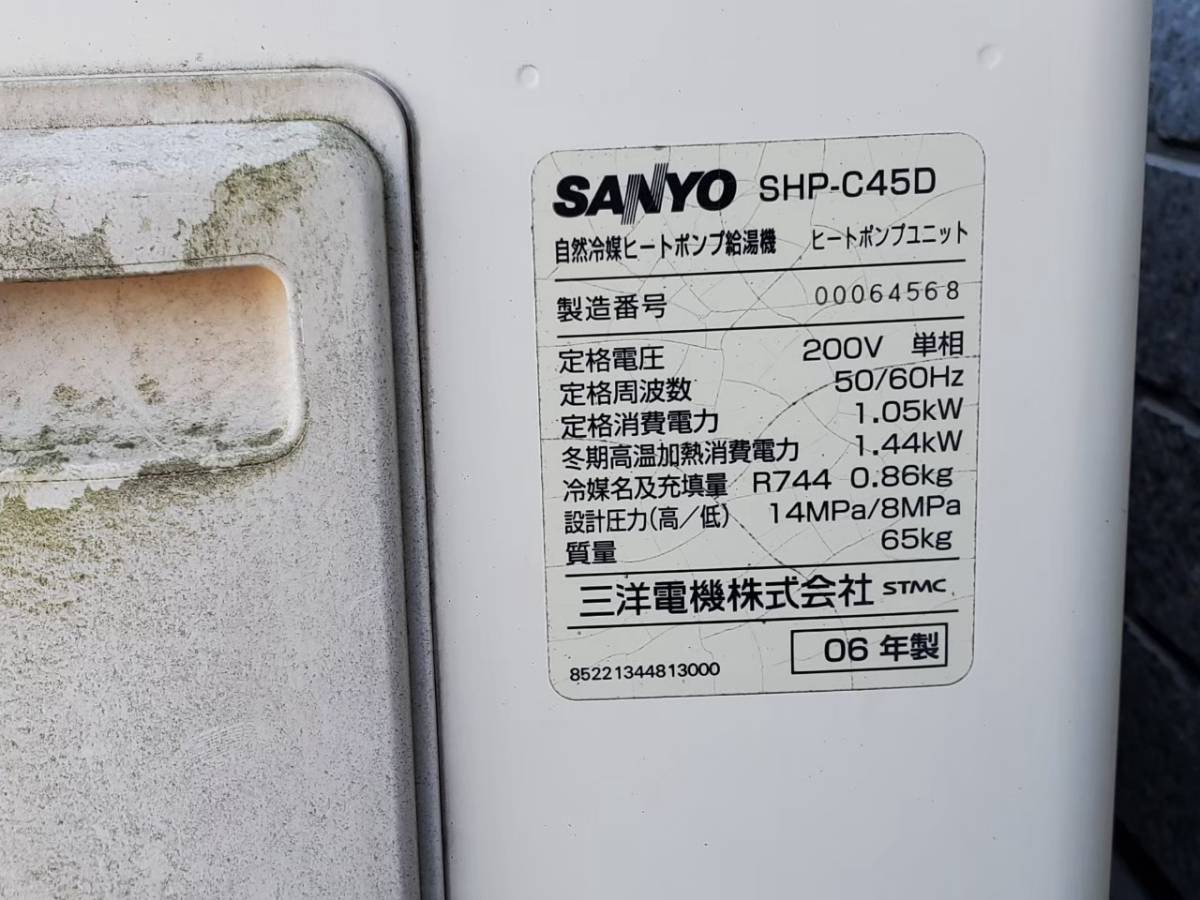 SANYO SHP-C45D
自然冷媒ヒートポンプ給湯機 ヒートポンプユニット
製造番号 00064568
定格電圧 200V 単相
定格周波数 50/60Hz
定格消費電力 1.05kW
冬期高温加熱消費電力 1.44kW
冷媒名及充填量 R744 0.86kg
設計圧力(高/低) 14MPa/8MPa
質量 65kg
三洋電機株式会社 STMC
85221344813000 06 年製